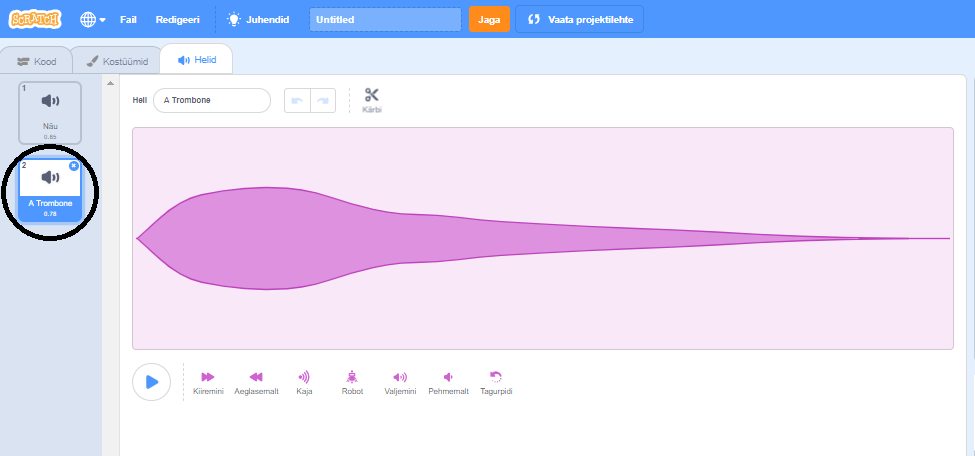 SCRATCH Fail Redigeeri Juhendid Untitled Jaga Vaata projektilehte
Kood Kostüümid Helid
1
Näu
0.85
2
A Trombone
0.78
Heli A Trombone Kärbi
Kiiremini Aeglasemalt Kaja Robot Valjemini Pehmemalt Tagurpidi